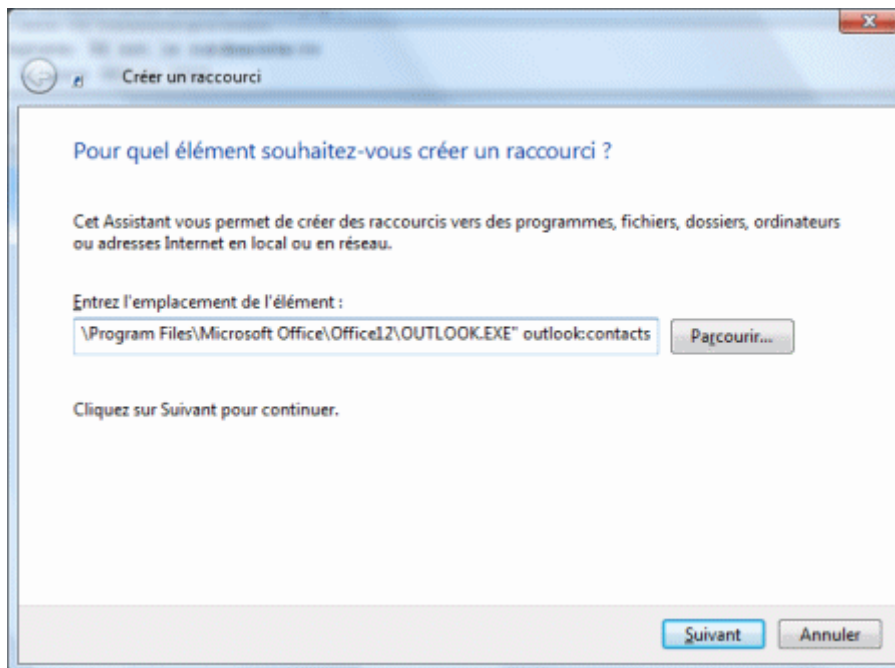 Créer un raccourci
Pour quel élément souhaitez-vous créer un raccourci ?
Cet Assistant vous permet de créer des raccourcis vers des programmes, fichiers, dossiers, ordinateurs
ou adresses Internet en local ou en réseau.
Entrez l'emplacement de l'élément :
\Program Files\Microsoft Office\Office12\OUTLOOK.EXE" outlook:contacts
Parcourir...
Cliquez sur Suivant pour continuer.
Suivant
Annuler